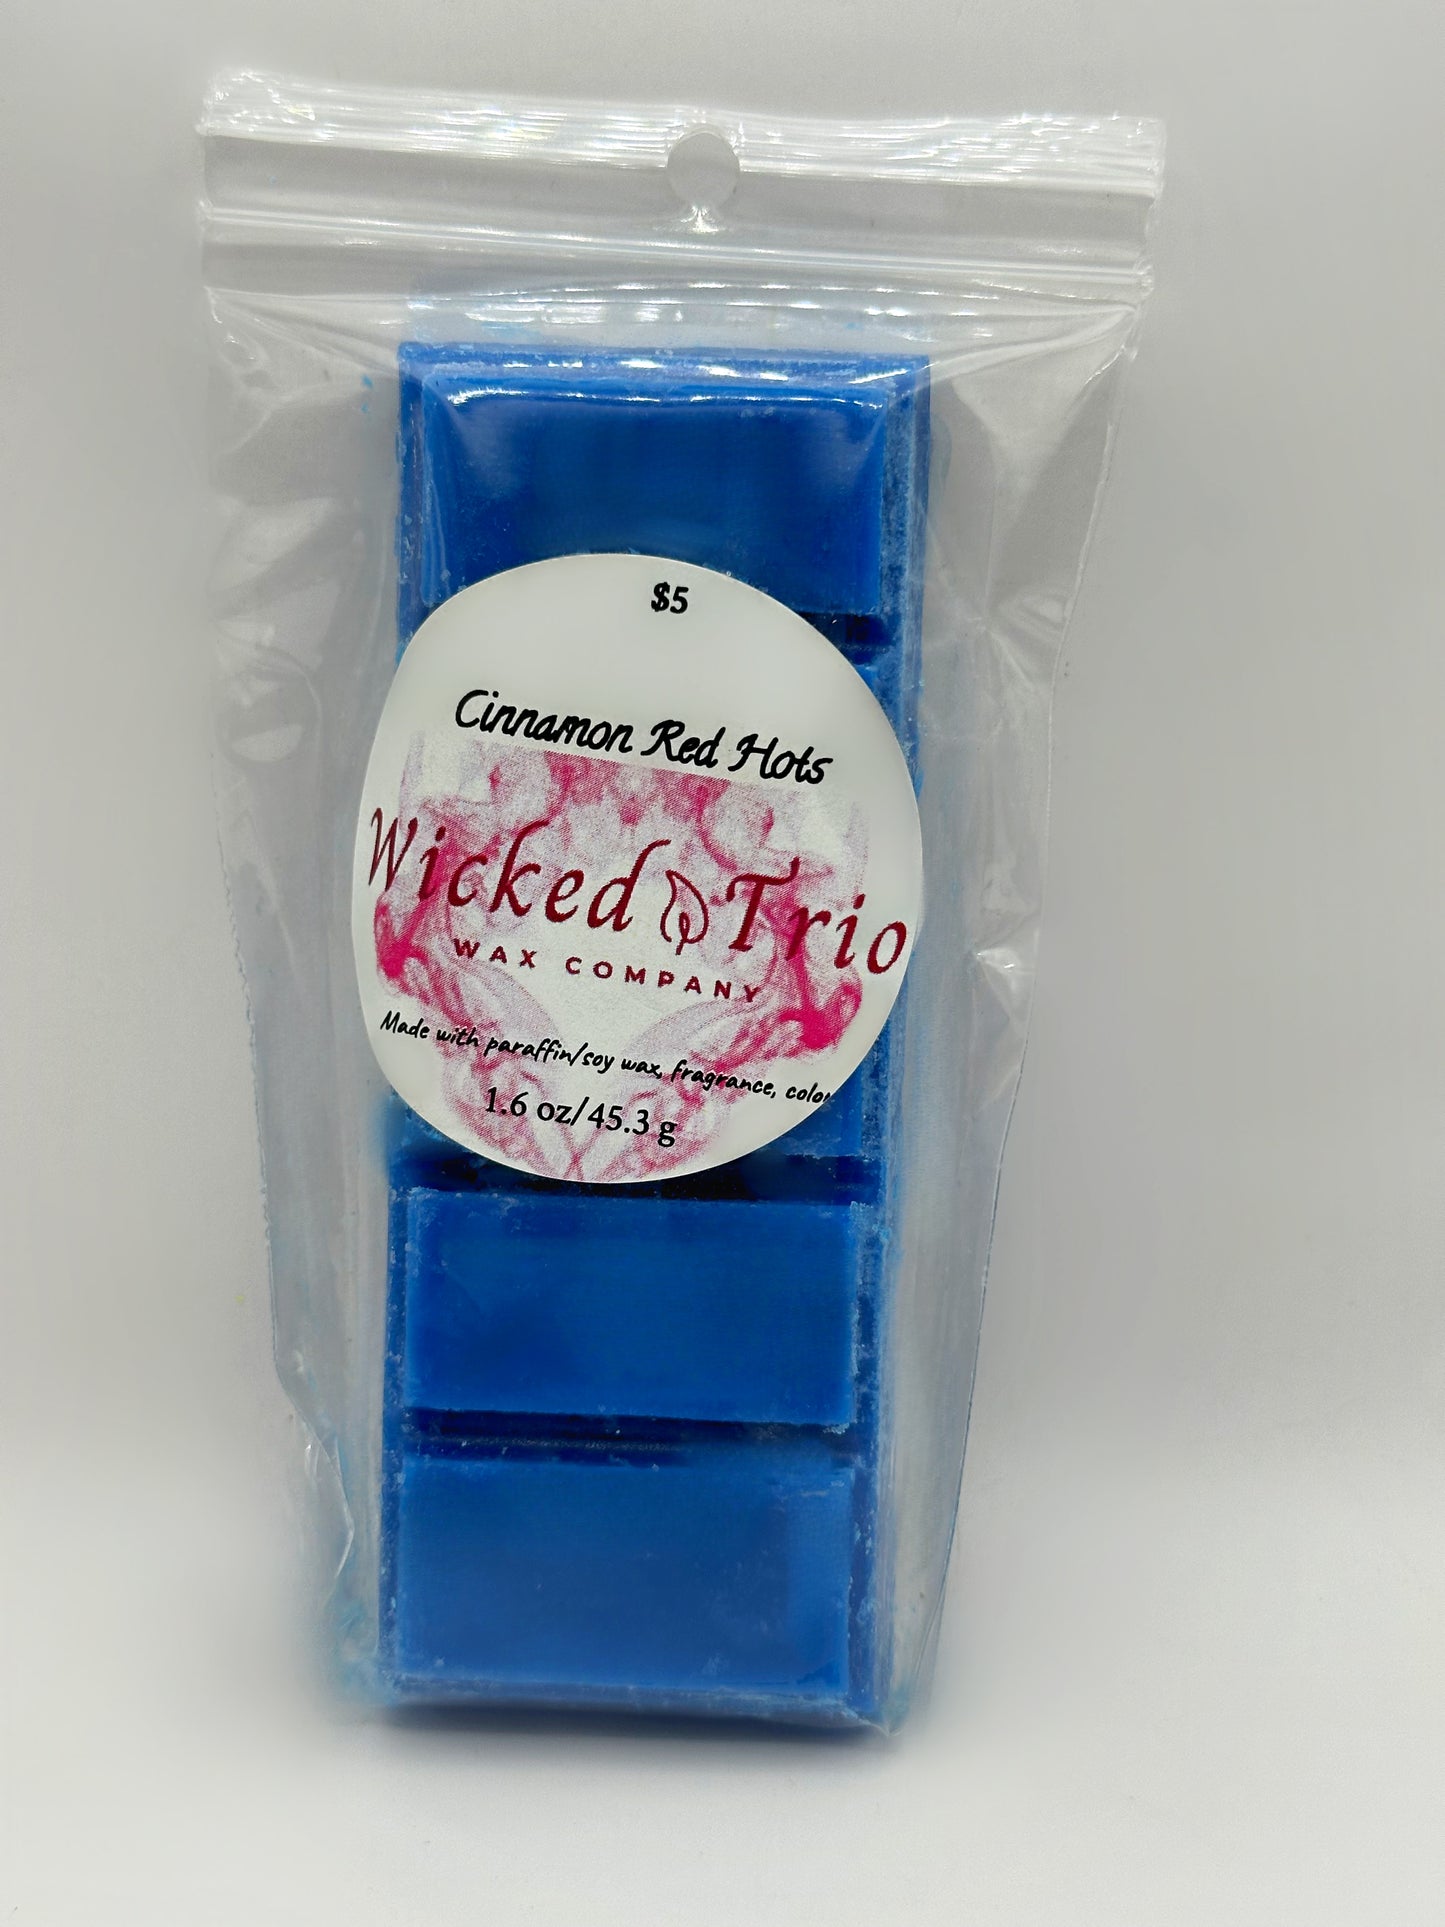 $5
Cinnamon Red Hots
Wicked Trio
WAX COMPANY
Made with paraffin/soy wax, fragrance, color
1.6 oz/45.3 g